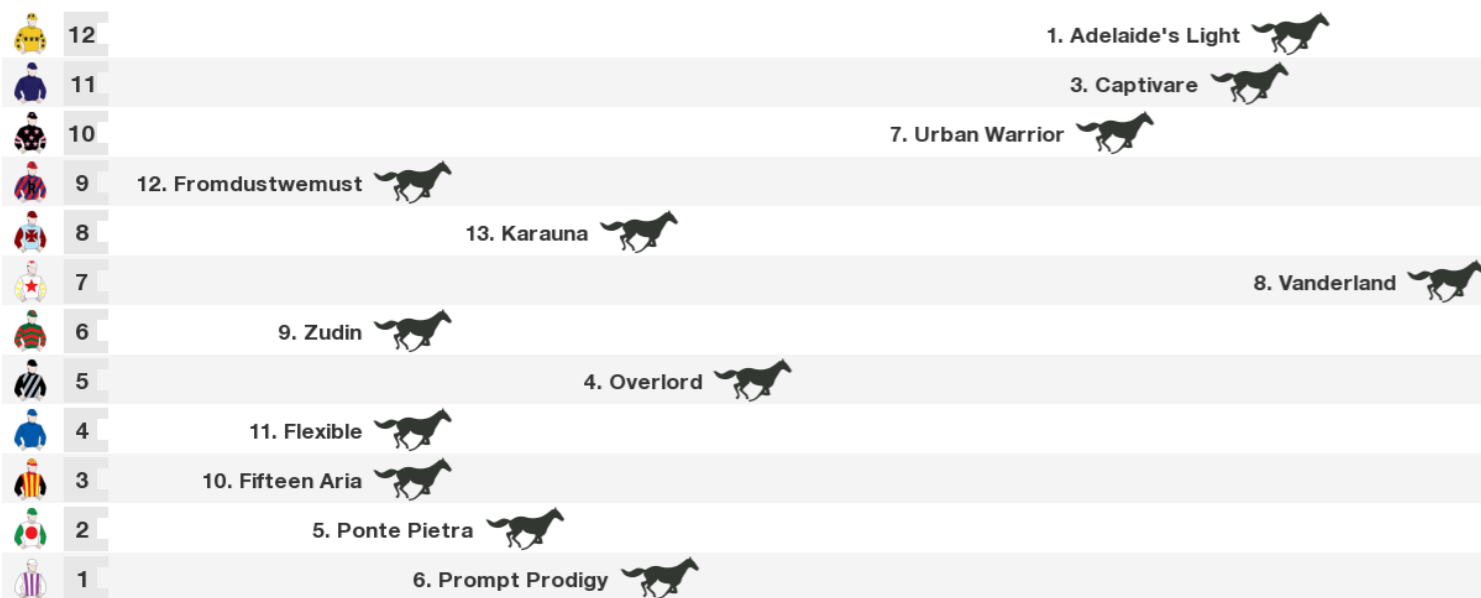 12 1. Adelaide's Light
11 3. Captivare
10 7. Urban Warrior
9 12. Fromdustwemust
8 13. Karauna
7 8. Vanderland
6 9. Zudin
5 4. Overlord
4 11. Flexible
3 10. Fifteen Aria
2 5. Ponte Pietra
1 6. Prompt Prodigy